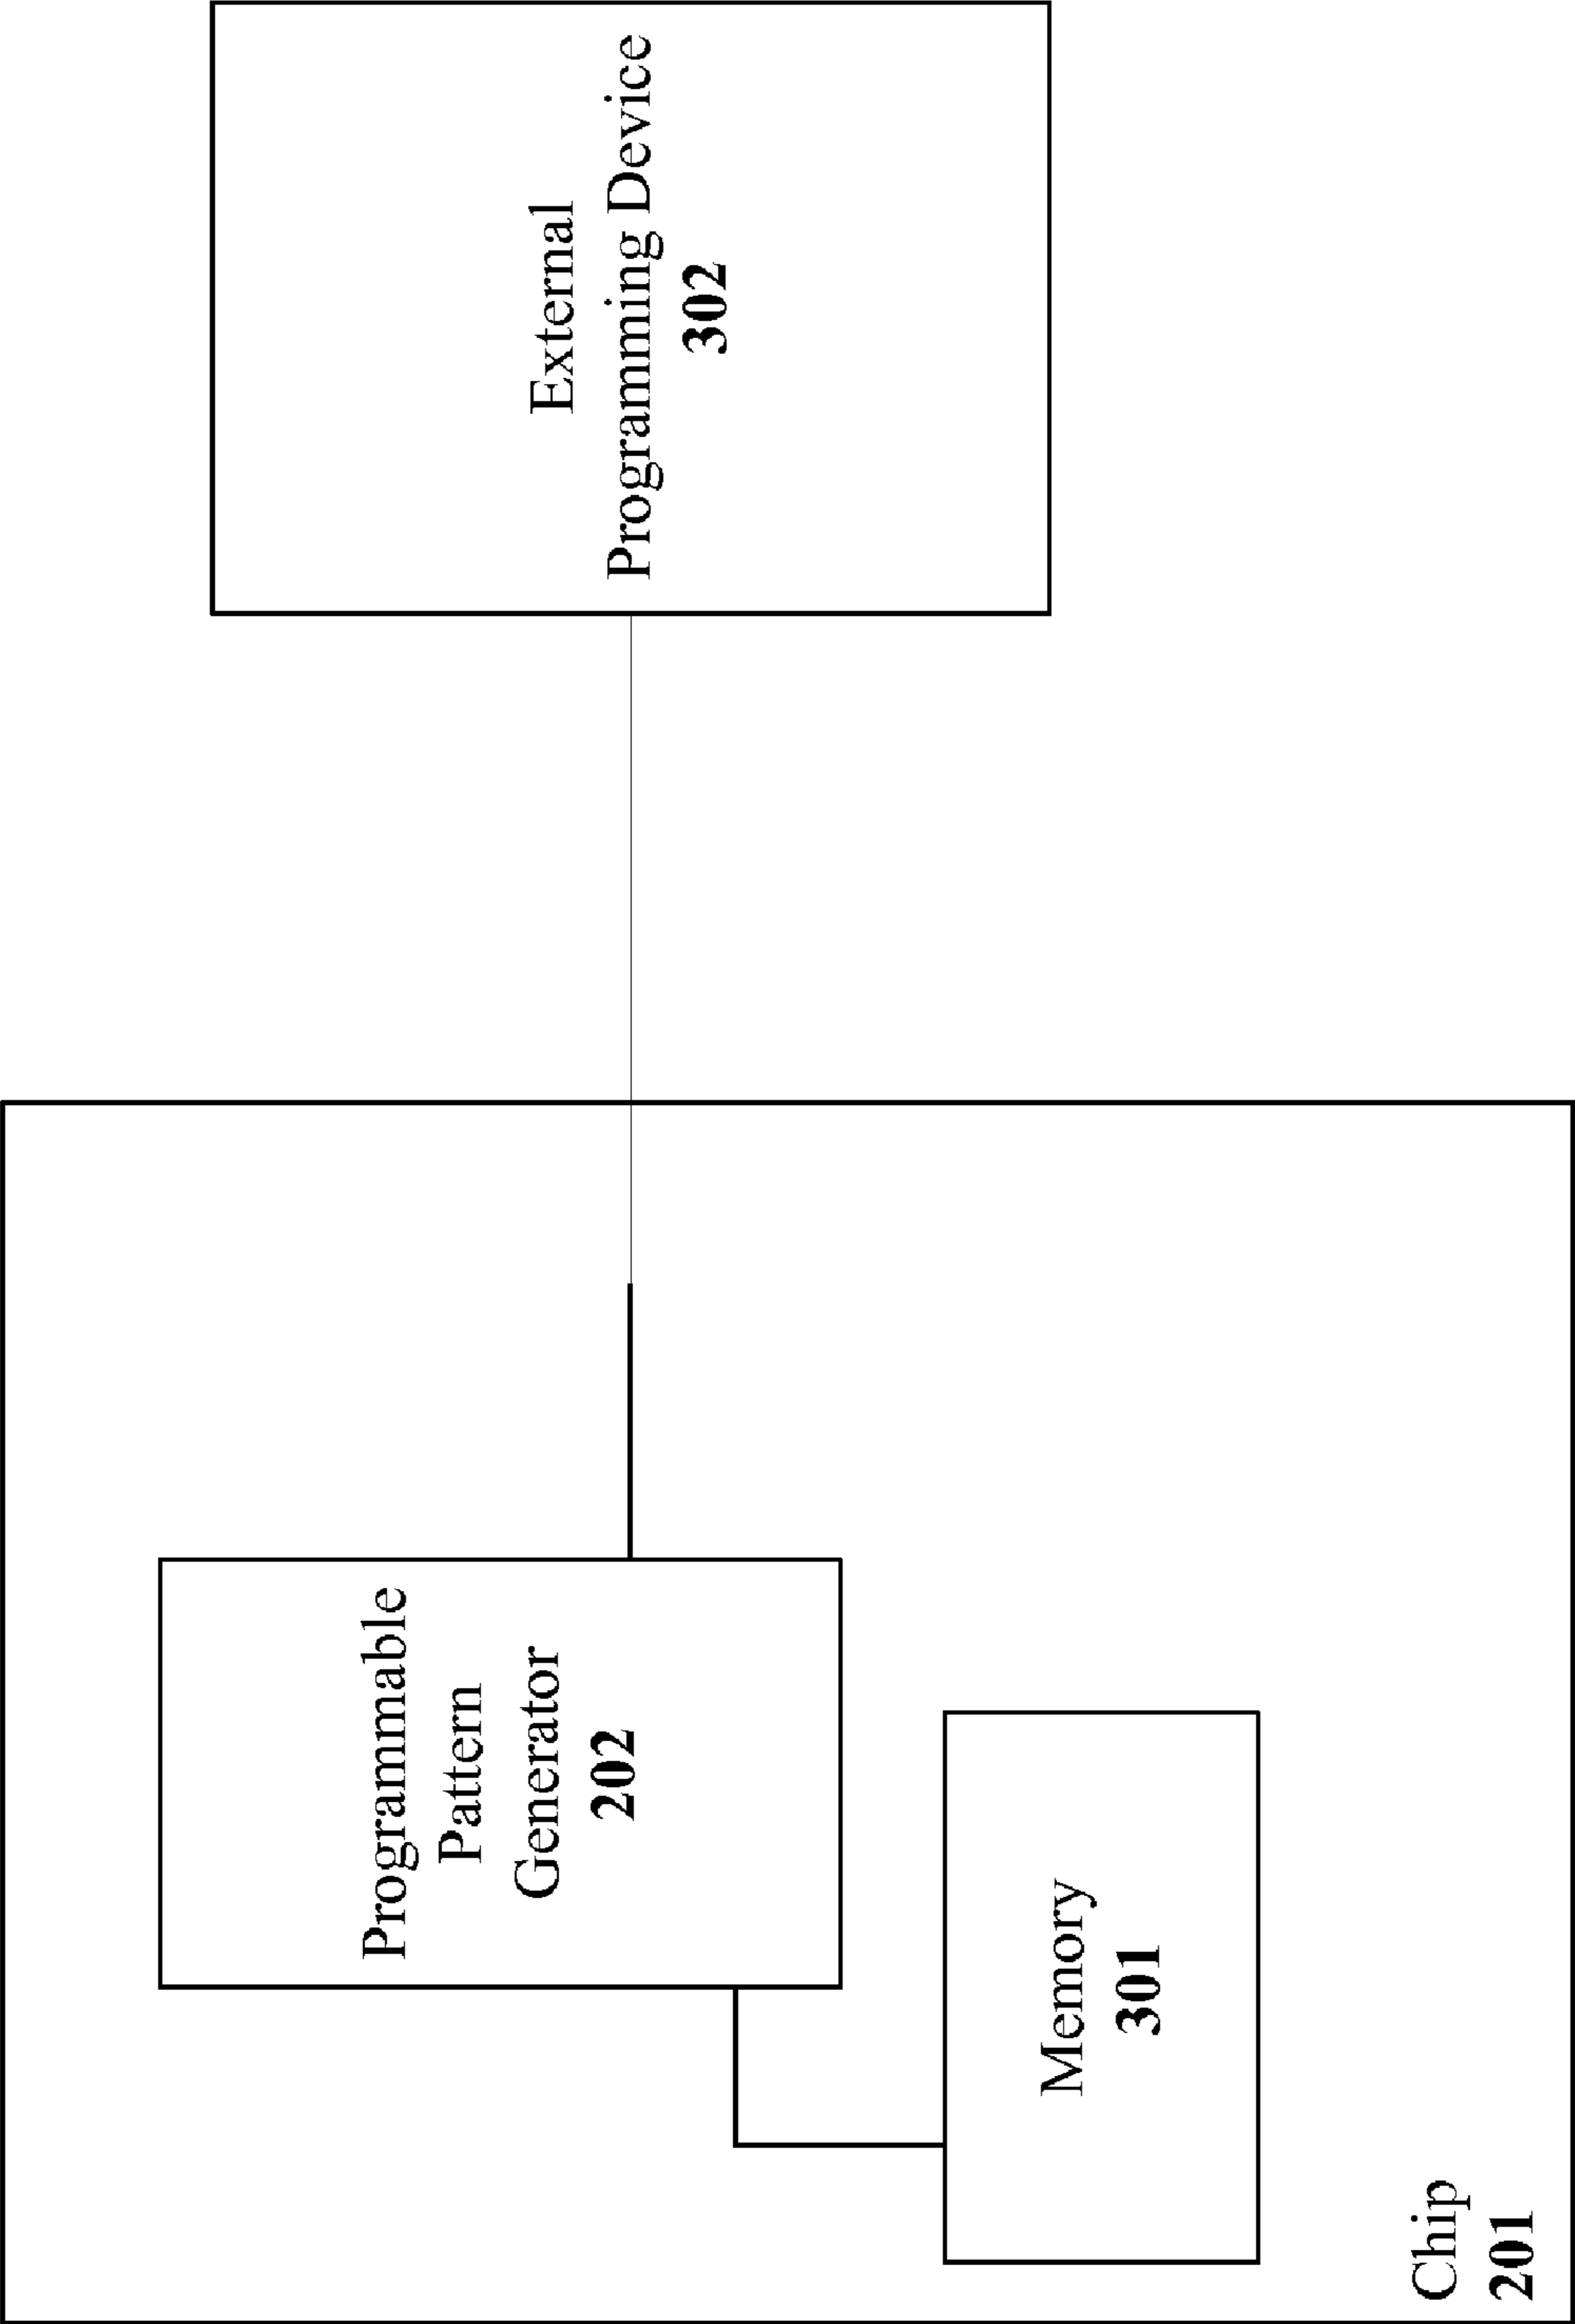 Programmable
Pattern
Generator
202
Memory
301
Chip
201
External
Programming Device
302